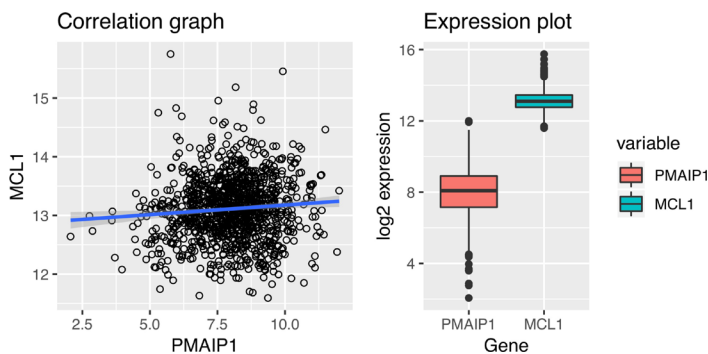 Correlation graph
15
14
13
12
MCL1
2.5 5.0 7.5 10.0
PMAIP1
Expression plot
16
12
8
4
log2 expression
PMAIP1 MCL1
Gene
variable
PMAIP1
MCL1